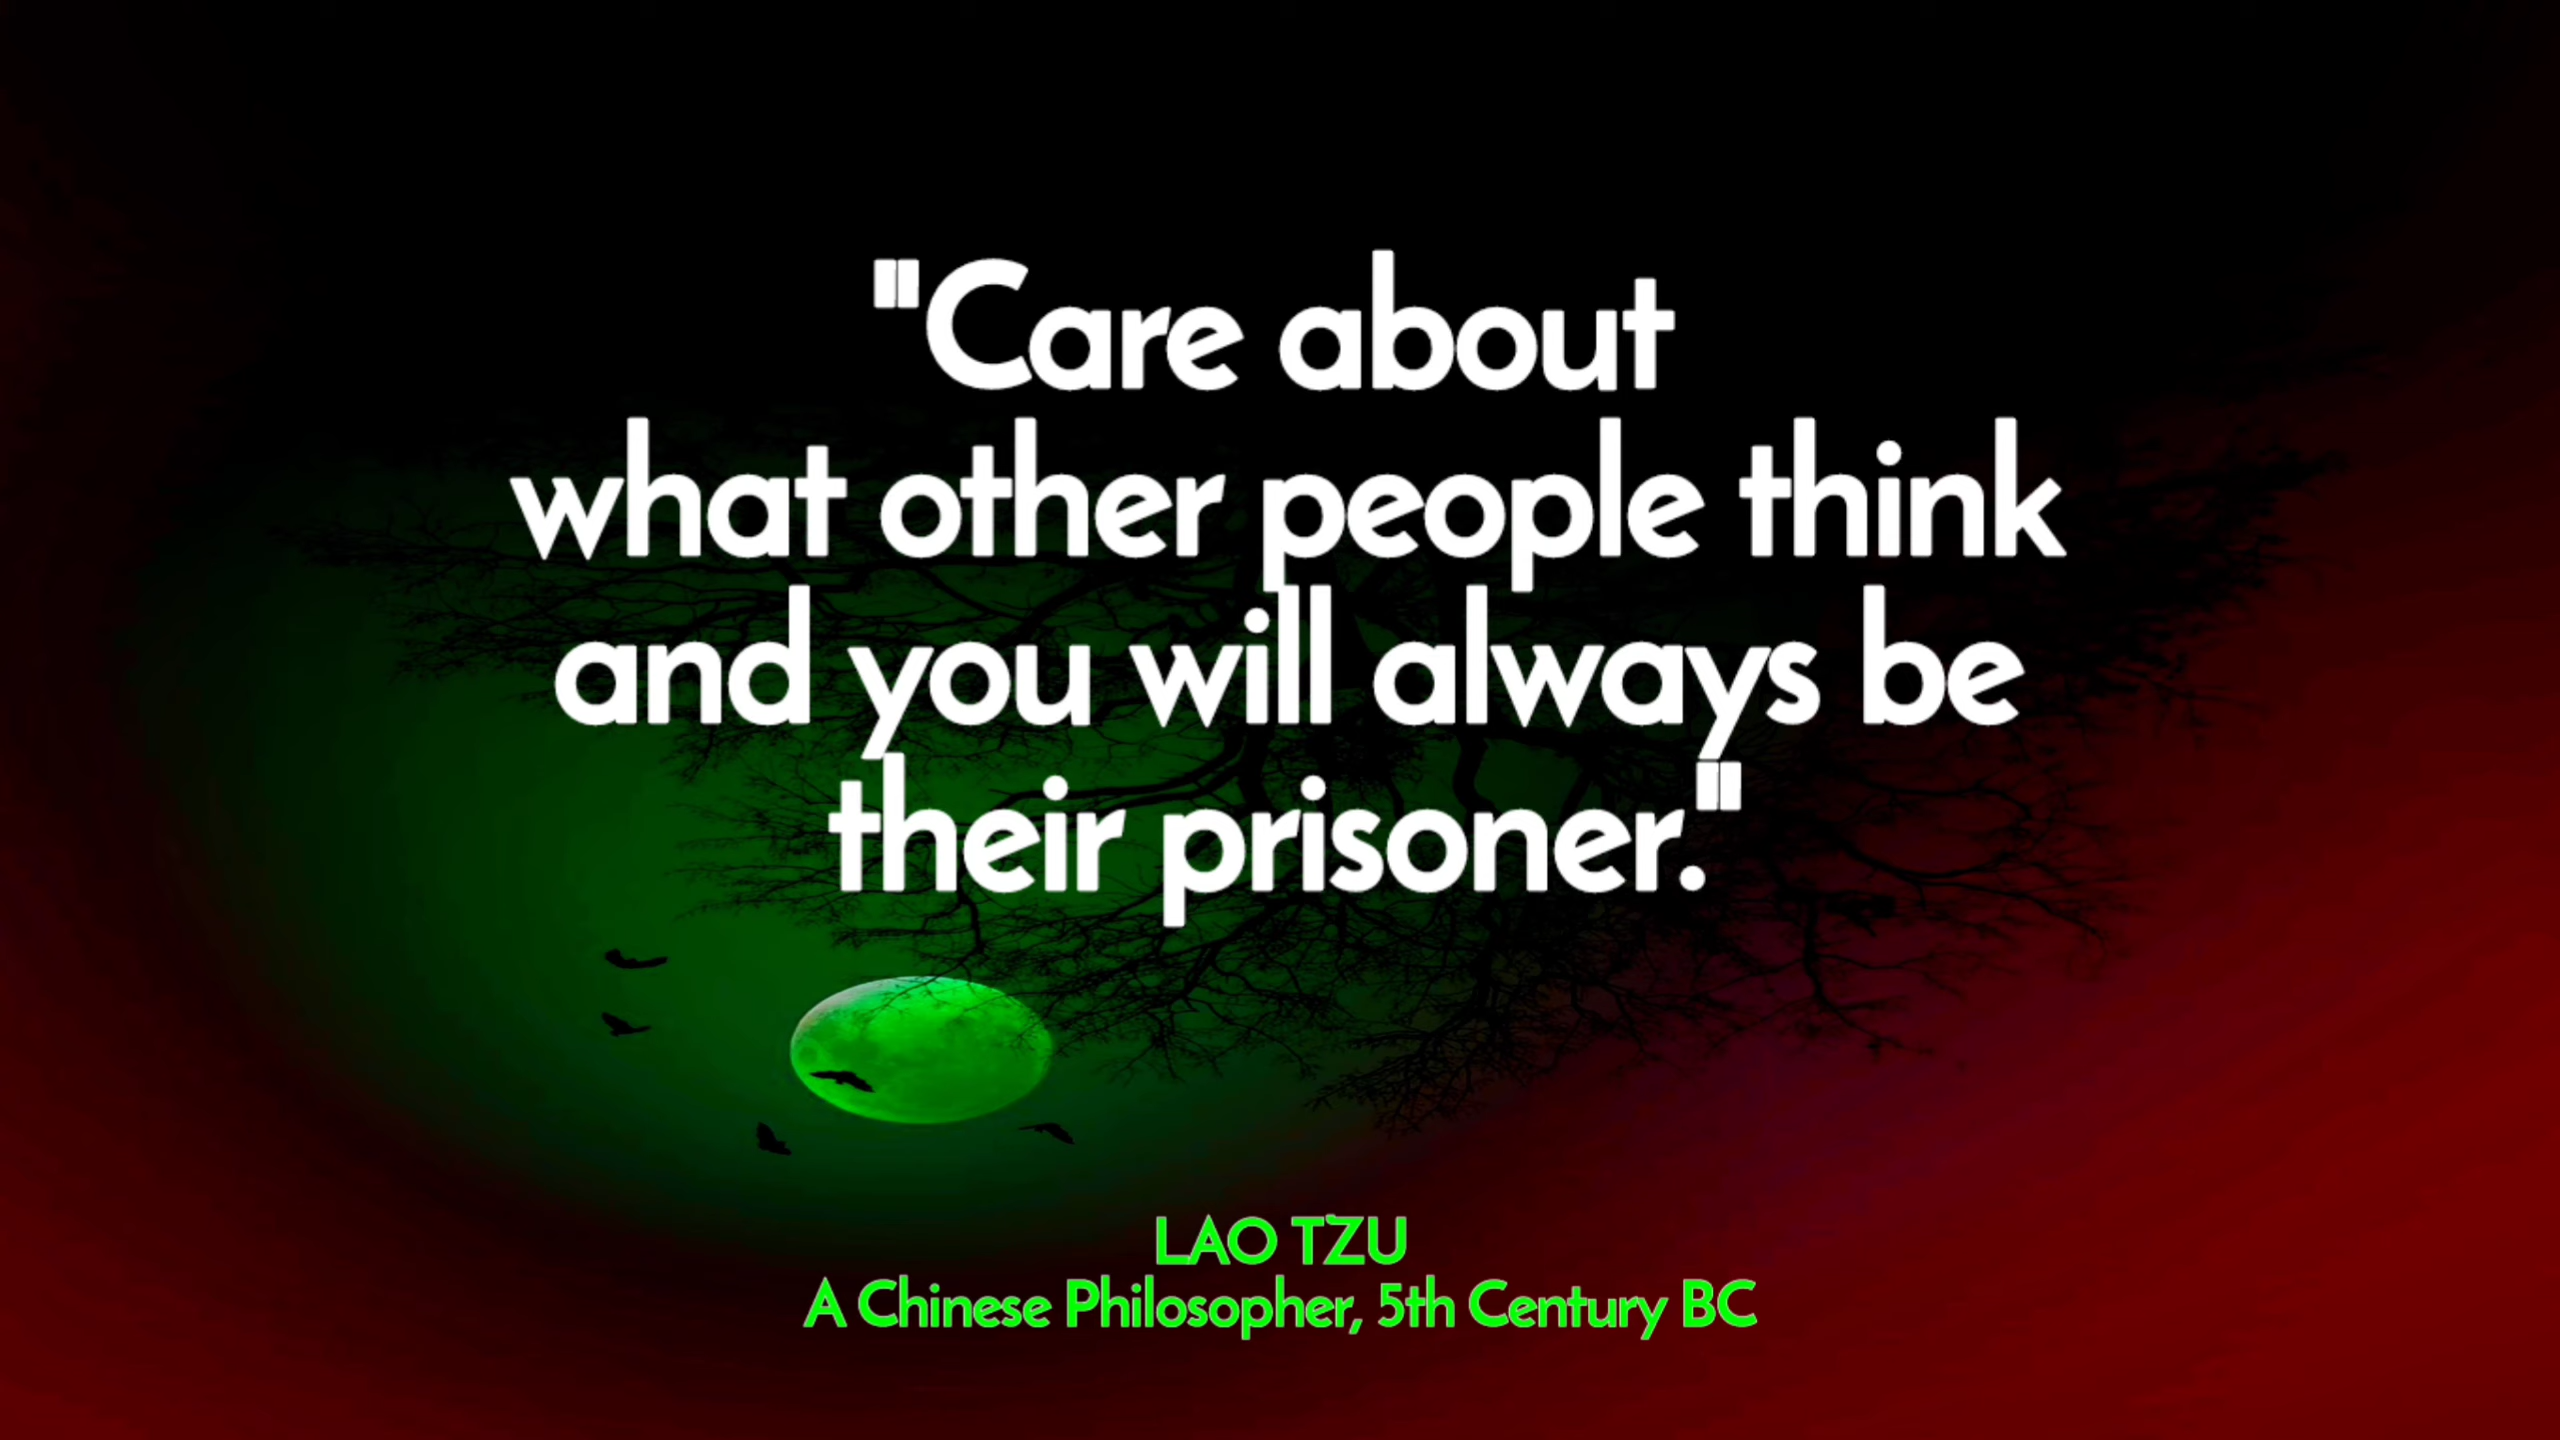 "Care about
what other people think
and you will always be
their prisoner."
LAO TZU
A Chinese Philosopher, 5th Century BC